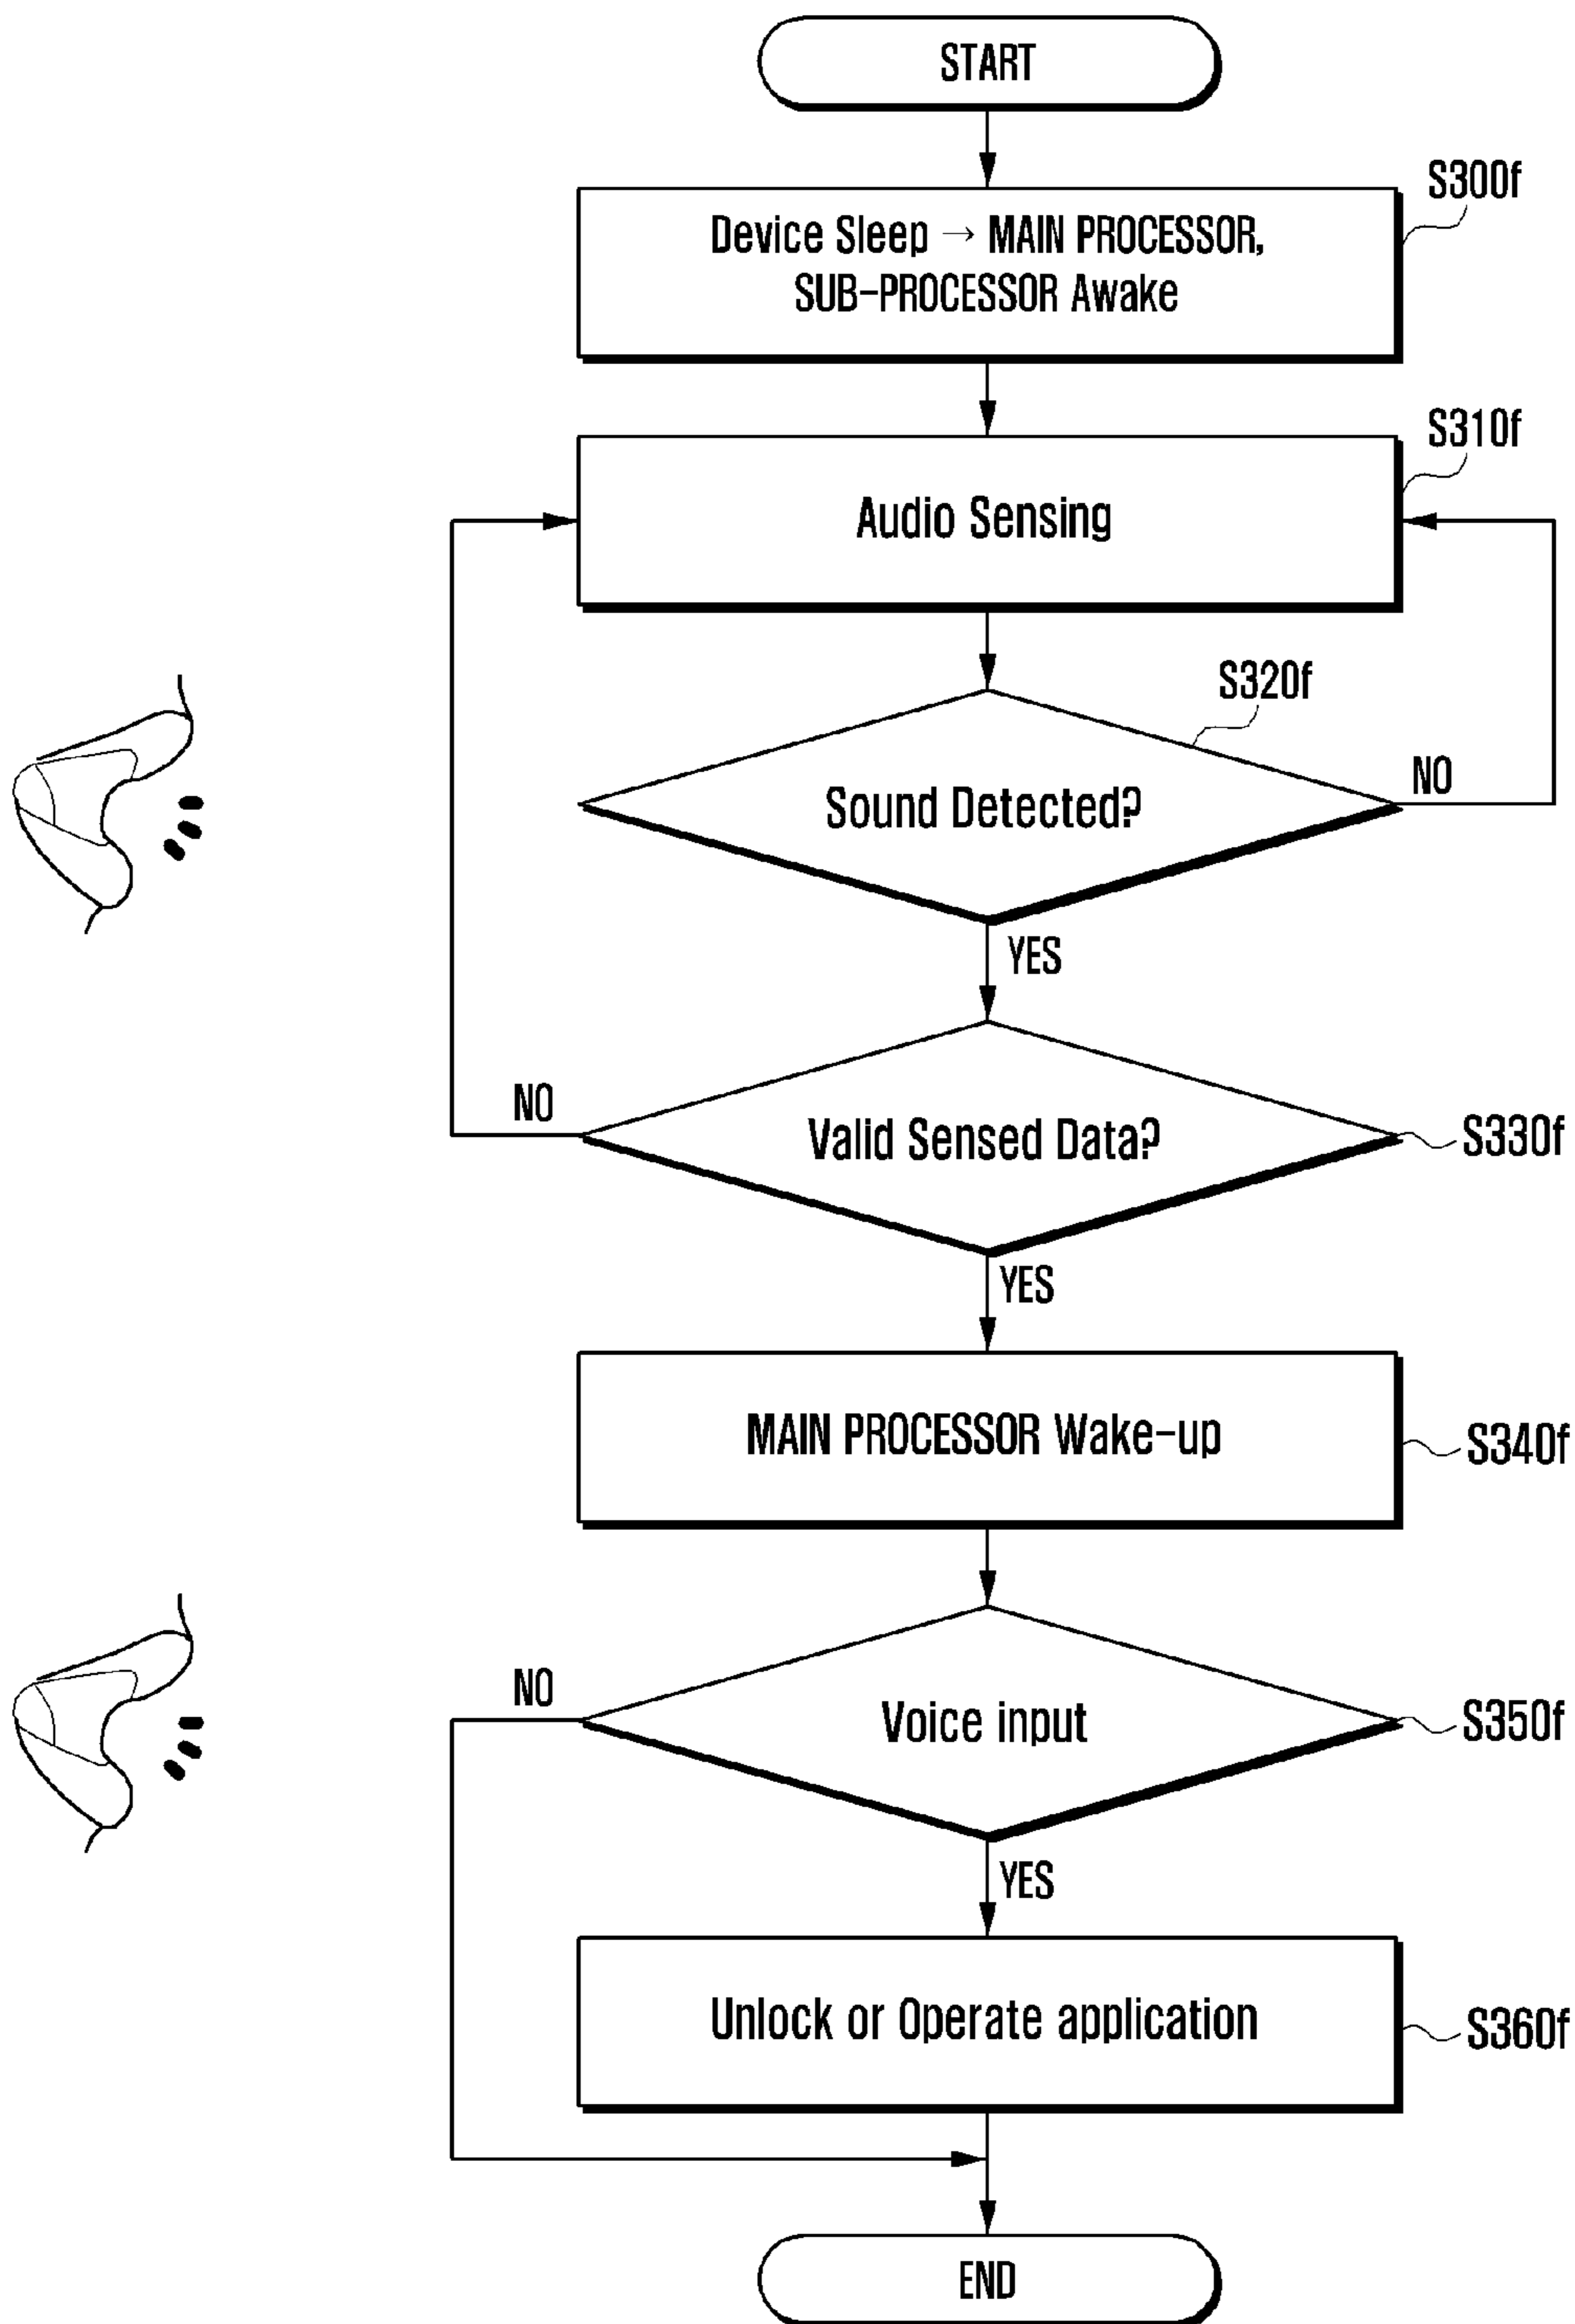 START
S300f
Device Sleep → MAIN PROCESSOR,
SUB-PROCESSOR Awake
S310f
Audio Sensing
S320f
NO
Sound Detected?
YES
NO
Valid Sensed Data?
S330f
YES
MAIN PROCESSOR Wake-up
S340f
NO
Voice input
S350f
YES
Unlock or Operate application
S360f
END